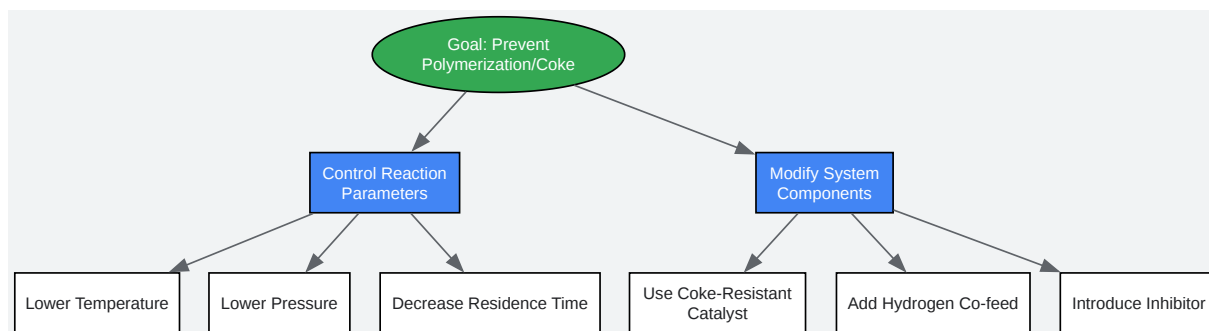 Goal: Prevent
Polymerization/Coke
Control Reaction
Parameters
Modify System
Components
Lower Temperature
Lower Pressure
Decrease Residence Time
Use Coke-Resistant
Catalyst
Add Hydrogen Co-feed
Introduce Inhibitor